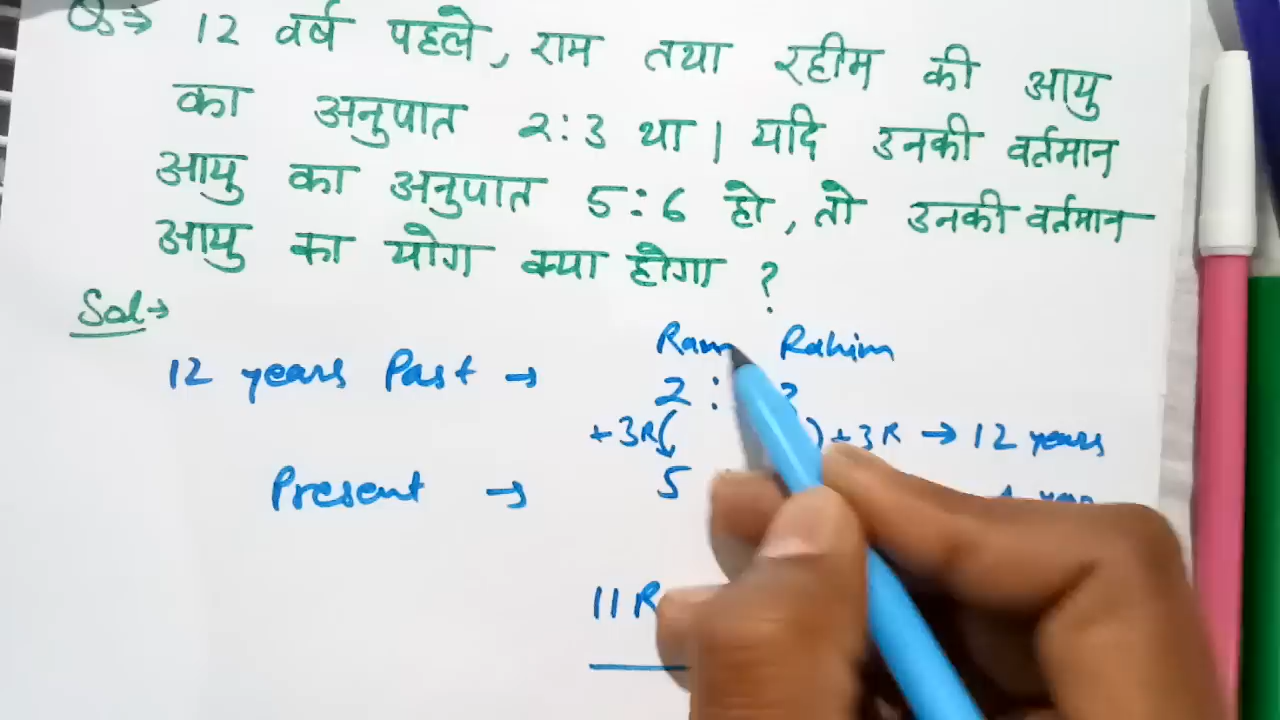 Q⇒ 12 वर्ष पहले, राम तथा रहीम की आयु
का अनुपात 2:3 था। यदि उनकी वर्तमान
आयु का अनुपात 5:6 हो, तो उनकी वर्तमान
आयु का योग क्या होगा ?
Sol→
Ram Rahim
12 years Past → 2 :
+3R ) +3R → 12 years
Present → 5
11R